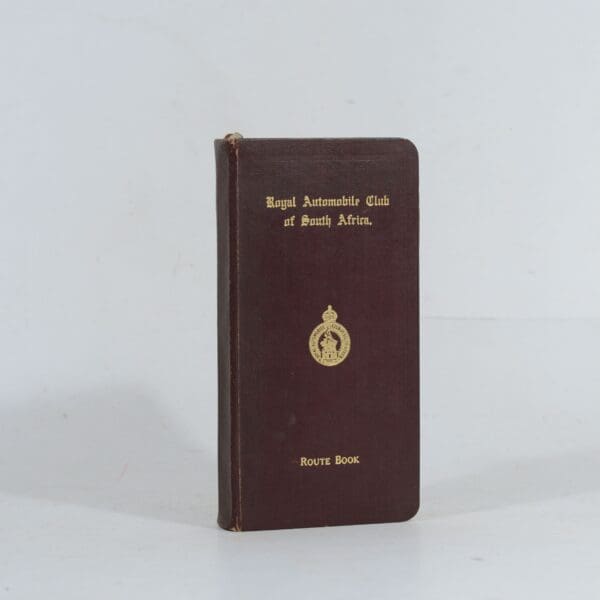 Royal Automobile Club
of South Africa.
ROUTE BOOK